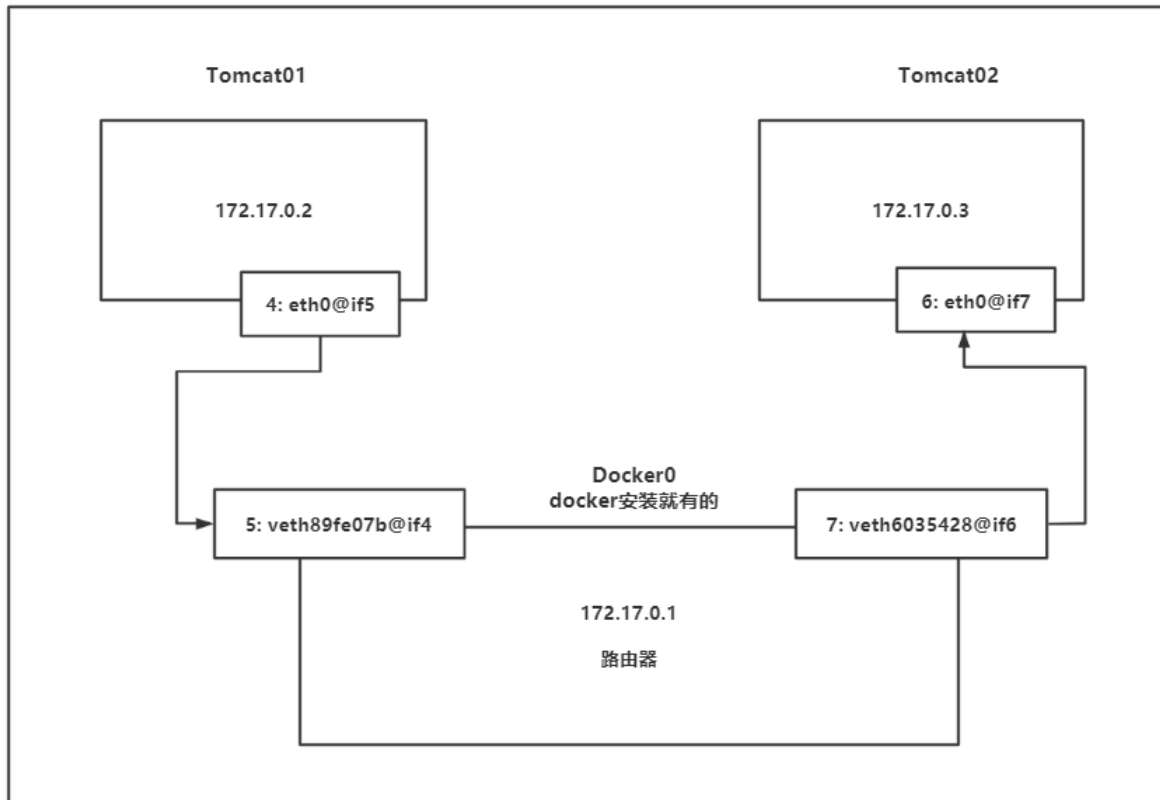 Tomcat01
Tomcat02
172.17.0.2
172.17.0.3
4: eth0@if5
6: eth0@if7
Docker0
docker安装就有的
5: veth89fe07b@if4
7: veth6035428@if6
172.17.0.1
路由器